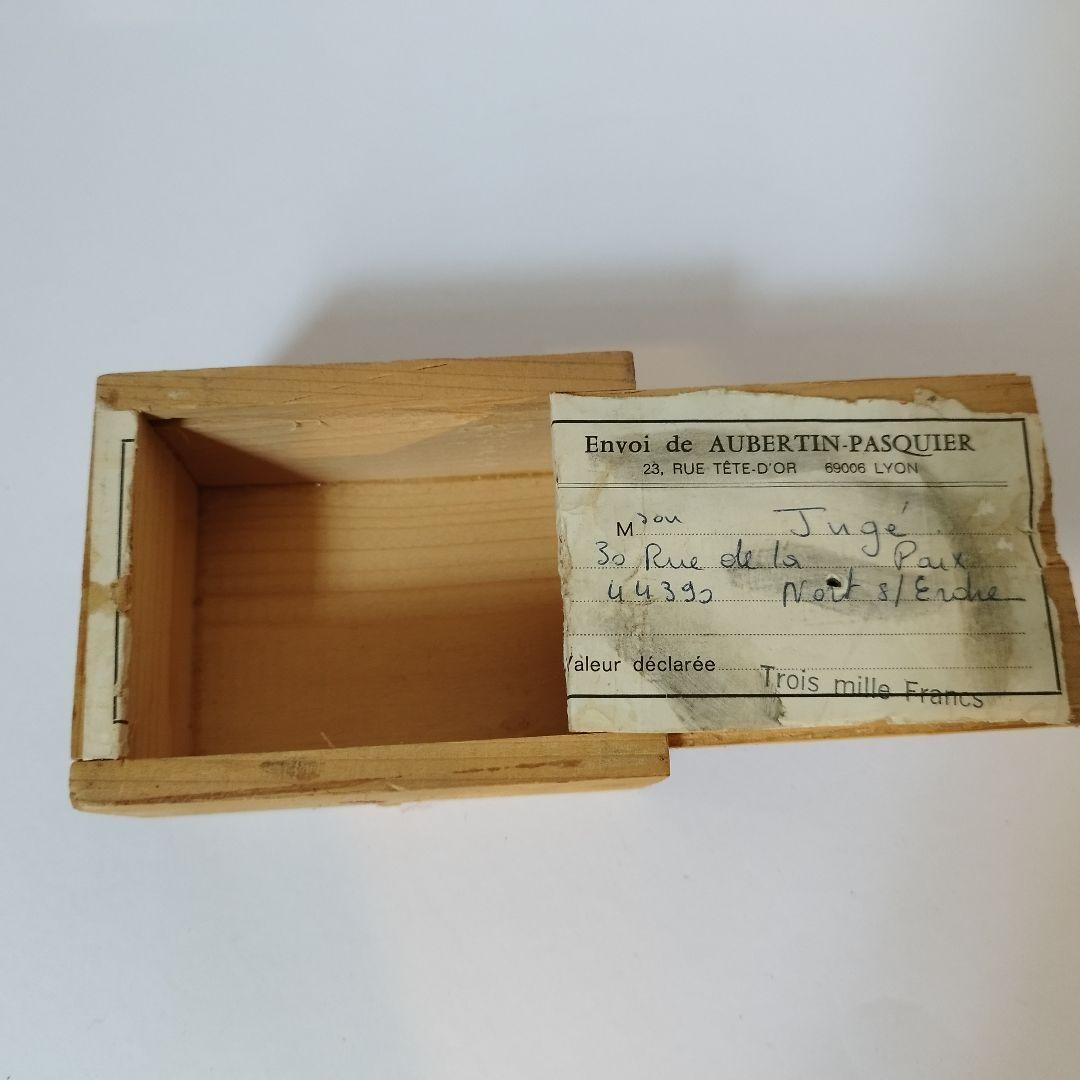 Envoi de AUBERTIN-PASQUIER
23, RUE TÊTE-D'OR 69006 LYON
Mson Jugé
30 Rue de la Paix
44390 Nort s/ Erdre
Valeur déclarée Trois mille Francs